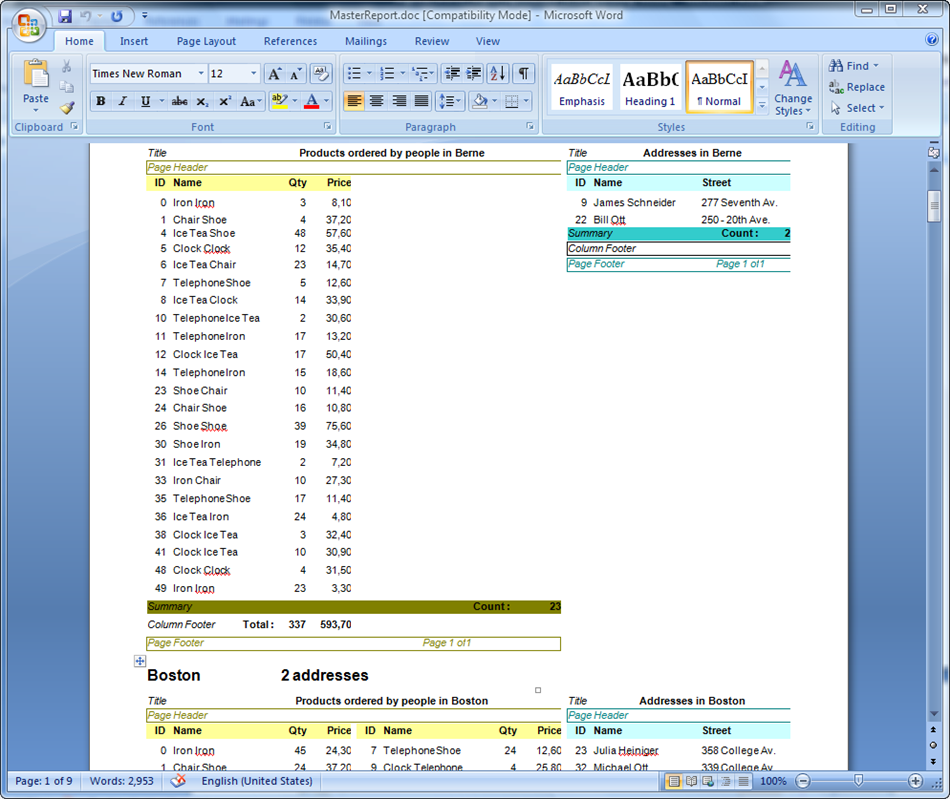 MasterReport.doc [Compatibility Mode] - Microsoft Word
Home Insert Page Layout References Mailings Review View
Times New Roman 12
Paste
B I U abc X₂ X² Aa
AaBbCcI AaBb( AaBbCcI
Emphasis Heading 1 ¶ Normal
Change Styles
Find
Replace
Select
Clipboard Font Paragraph Styles Editing
Title Products ordered by people in Berne
Page Header
ID Name Qty Price
0 Iron Iron 3 8,10
1 Chair Shoe 4 37,20
4 Ice Tea Shoe 48 57,60
5 Clock Clock 12 35,40
6 Ice Tea Chair 23 14,70
7 Telephone Shoe 5 12,60
8 Ice Tea Clock 14 33,90
10 Telephone Ice Tea 2 30,60
11 Telephone Iron 17 13,20
12 Clock Ice Tea 17 50,40
14 Telephone Iron 15 18,60
23 Shoe Chair 10 11,40
24 Chair Shoe 16 10,80
26 Shoe Shoe 39 75,60
30 Shoe Iron 19 34,80
31 Ice Tea Telephone 2 7,20
33 Iron Chair 10 27,30
35 Telephone Shoe 17 11,40
36 Ice Tea Iron 24 4,80
38 Clock Ice Tea 3 32,40
41 Clock Ice Tea 10 30,90
48 Clock Clock 4 31,50
49 Iron Iron 23 3,30
Summary Count : 23
Column Footer Total : 337 593,70
Page Footer Page 1 of1
Title Addresses in Berne
Page Header
ID Name Street
9 James Schneider 277 Seventh Av.
22 Bill Ott 250 - 20th Ave.
Summary Count : 2
Column Footer
Page Footer Page 1 of1
Boston 2 addresses
Title Products ordered by people in Boston
Page Header
ID Name Qty Price ID Name Qty Price
0 Iron Iron 45 24,30 7 Telephone Shoe 24 12,60
1 Chair Shoe 24 37,20 9 Clock Telephone 4 25,80
Title Addresses in Boston
Page Header
ID Name Street
23 Julia Heiniger 358 College Av.
32 Michael Ott 339 College Av.
Page: 1 of 9 Words: 2,953 English (United States) 100%